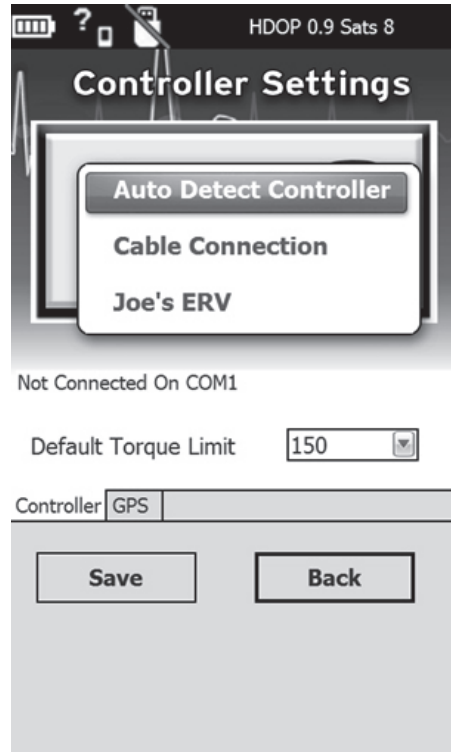 ?
HDOP 0.9 Sats 8
Controller Settings
Auto Detect Controller
Cable Connection
Joe's ERV
Not Connected On COM1
Default Torque Limit 150
Controller GPS
Save Back